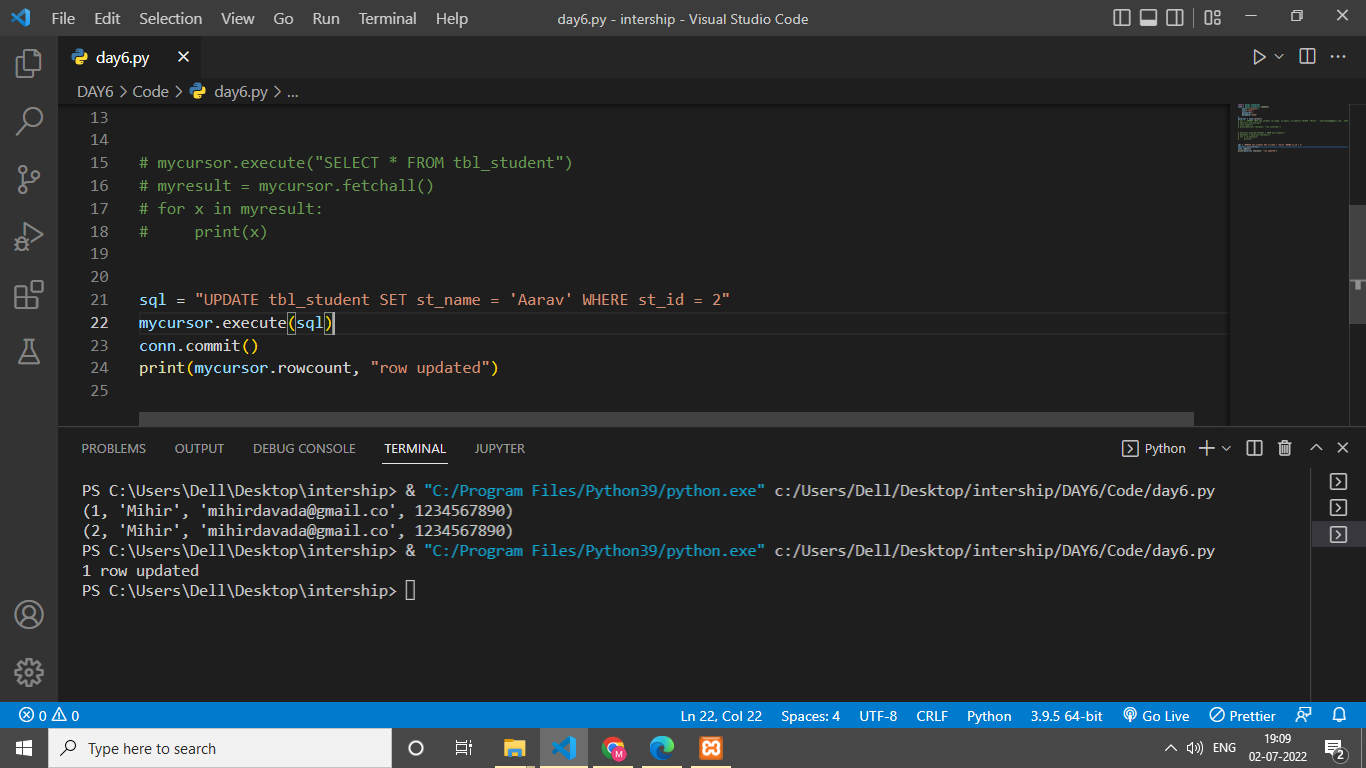 File Edit Selection View Go Run Terminal Help day6.py - intership - Visual Studio Code
day6.py
DAY6 > Code > day6.py > ...
13
14
15 # mycursor.execute("SELECT * FROM tbl_student")
16 # myresult = mycursor.fetchall()
17 # for x in myresult:
18 #     print(x)
19
20
21 sql = "UPDATE tbl_student SET st_name = 'Aarav' WHERE st_id = 2"
22 mycursor.execute(sql)
23 conn.commit()
24 print(mycursor.rowcount, "row updated")
25
PROBLEMS OUTPUT DEBUG CONSOLE TERMINAL JUPYTER Python
PS C:\Users\Dell\Desktop\intership> & "C:/Program Files/Python39/python.exe" c:/Users/Dell/Desktop/intership/DAY6/Code/day6.py
(1, 'Mihir', 'mihirdavada@gmail.co', 1234567890)
(2, 'Mihir', 'mihirdavada@gmail.co', 1234567890)
PS C:\Users\Dell\Desktop\intership> & "C:/Program Files/Python39/python.exe" c:/Users/Dell/Desktop/intership/DAY6/Code/day6.py
1 row updated
PS C:\Users\Dell\Desktop\intership>
0 0 Ln 22, Col 22 Spaces: 4 UTF-8 CRLF Python 3.9.5 64-bit Go Live Prettier
Type here to search M ENG 19:09
02-07-2022 2